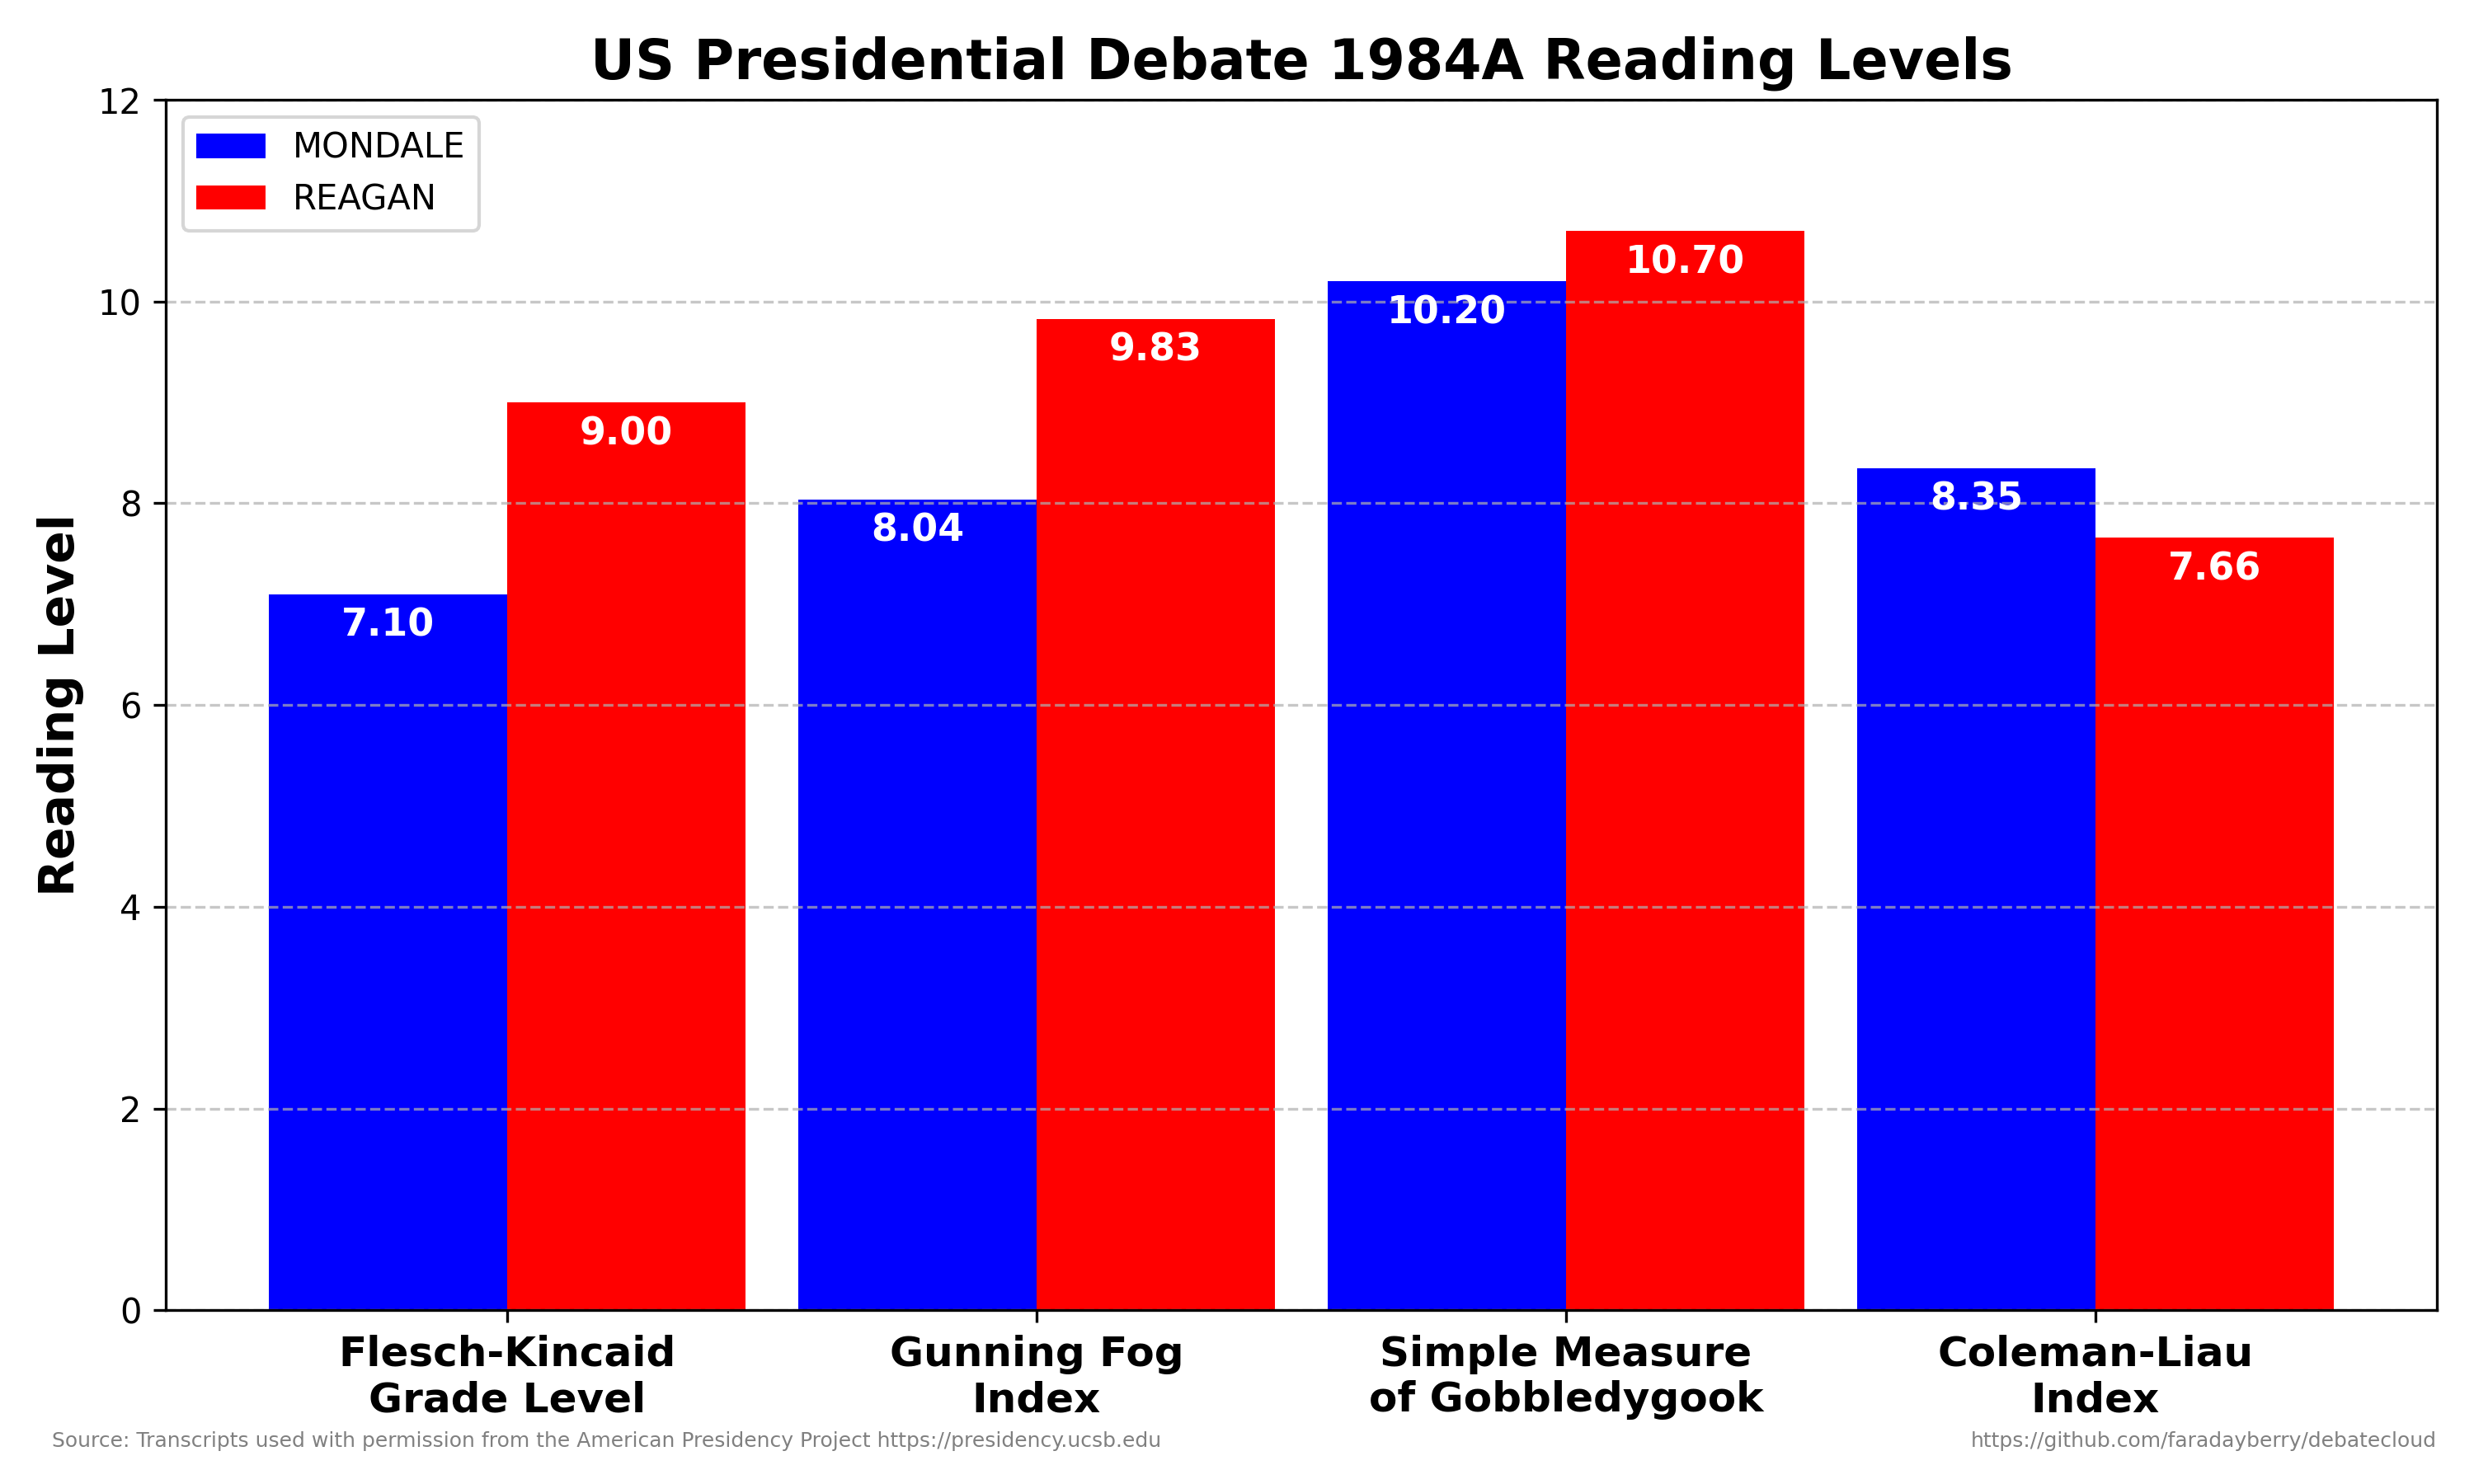 US Presidential Debate 1984A Reading Levels
MONDALE
REAGAN
Reading Level
12
10
8
6
4
2
0
7.10
9.00
8.04
9.83
10.20
10.70
8.35
7.66
Flesch-Kincaid
Grade Level
Gunning Fog
Index
Simple Measure
of Gobbledygook
Coleman-Liau
Index
Source: Transcripts used with permission from the American Presidency Project https://presidency.ucsb.edu
https://github.com/faradayberry/debatecloud